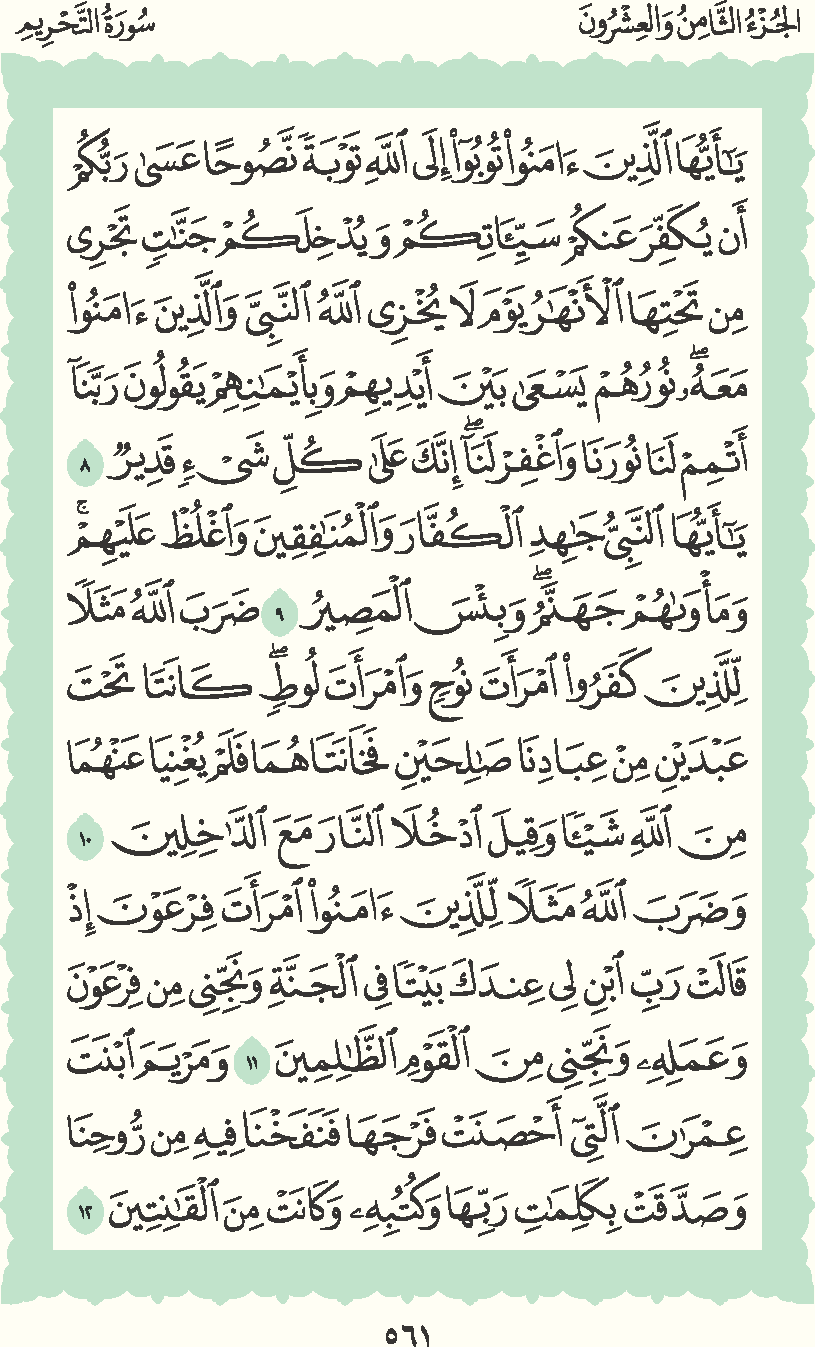 الجُزْءُ الثَّامِنُ وَالعِشْرُونَ سُورَةُ التَّحْرِيمِ
يَٰٓأَيُّهَا ٱلَّذِينَ ءَامَنُوا۟ تُوبُوٓا۟ إِلَى ٱللَّهِ تَوْبَةً نَّصُوحًا عَسَىٰ رَبُّكُمْ
أَن يُكَفِّرَ عَنكُمْ سَيِّـَٔاتِكُمْ وَيُدْخِلَكُمْ جَنَّٰتٍ تَجْرِى
مِن تَحْتِهَا ٱلْأَنْهَٰرُ يَوْمَ لَا يُخْزِى ٱللَّهُ ٱلنَّبِىَّ وَٱلَّذِينَ ءَامَنُوا۟
مَعَهُۥۖ نُورُهُمْ يَسْعَىٰ بَيْنَ أَيْدِيهِمْ وَبِأَيْمَٰنِهِمْ يَقُولُونَ رَبَّنَآ
أَتْمِمْ لَنَا نُورَنَا وَٱغْفِرْ لَنَآۖ إِنَّكَ عَلَىٰ كُلِّ شَىْءٍ قَدِيرٌ ٨
يَٰٓأَيُّهَا ٱلنَّبِىُّ جَٰهِدِ ٱلْكُفَّارَ وَٱلْمُنَٰفِقِينَ وَٱغْلُظْ عَلَيْهِمْۚ
وَمَأْوَىٰهُمْ جَهَنَّمُۖ وَبِئْسَ ٱلْمَصِيرُ ٩ ضَرَبَ ٱللَّهُ مَثَلًا
لِّلَّذِينَ كَفَرُوا۟ ٱمْرَأَتَ نُوحٍ وَٱمْرَأَتَ لُوطٍۖ كَانَتَا تَحْتَ
عَبْدَيْنِ مِنْ عِبَادِنَا صَٰلِحَيْنِ فَخَانَتَاهُمَا فَلَمْ يُغْنِيَا عَنْهُمَا
مِنَ ٱللَّهِ شَيْـًٔا وَقِيلَ ٱدْخُلَا ٱلنَّارَ مَعَ ٱلدَّٰخِلِينَ ١٠
وَضَرَبَ ٱللَّهُ مَثَلًا لِّلَّذِينَ ءَامَنُوا۟ ٱمْرَأَتَ فِرْعَوْنَ إِذْ
قَالَتْ رَبِّ ٱبْنِ لِى عِندَكَ بَيْتًا فِى ٱلْجَنَّةِ وَنَجِّنِى مِن فِرْعَوْنَ
وَعَمَلِهِۦ وَنَجِّنِى مِنَ ٱلْقَوْمِ ٱلظَّٰلِمِينَ ١١ وَمَرْيَمَ ٱبْنَتَ
عِمْرَٰنَ ٱلَّتِىٓ أَحْصَنَتْ فَرْجَهَا فَنَفَخْنَا فِيهِ مِن رُّوحِنَا
وَصَدَّقَتْ بِكَلِمَٰتِ رَبِّهَا وَكُتُبِهِۦ وَكَانَتْ مِنَ ٱلْقَٰنِتِينَ ١٢
٥٦١